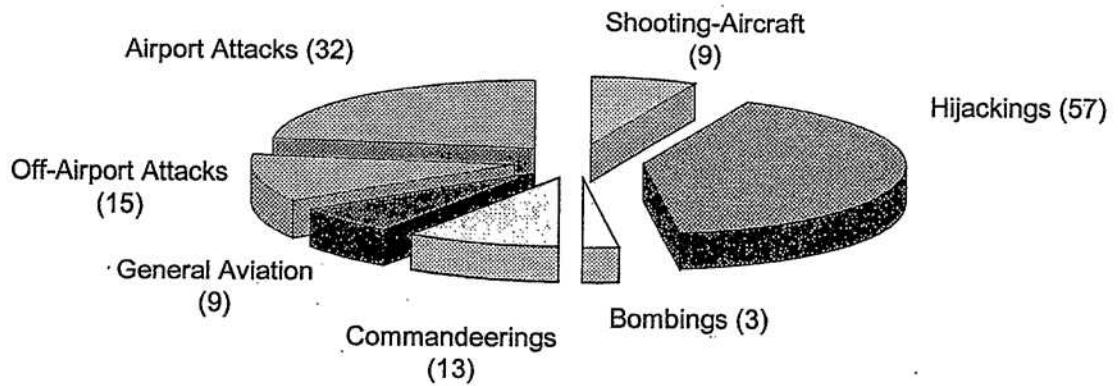 Shooting-Aircraft
(9)
Airport Attacks (32)
Hijackings (57)
Off-Airport Attacks
(15)
General Aviation
(9)
Bombings (3)
Commandeerings
(13)